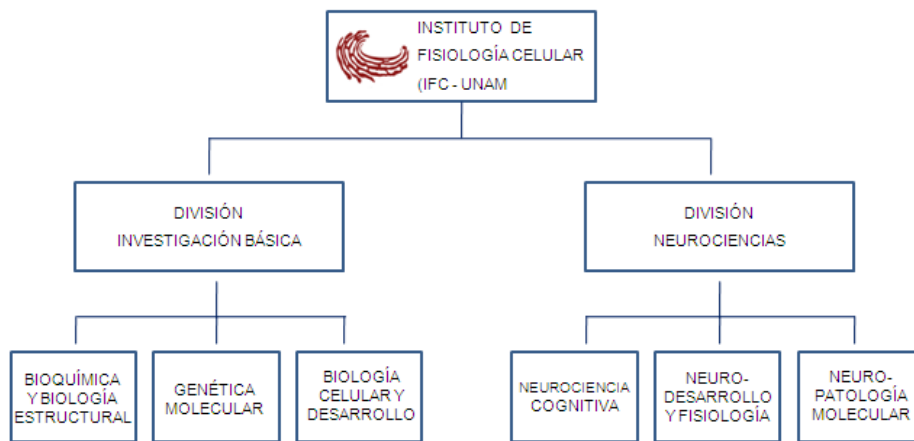 INSTITUTO DE
FISIOLOGÍA CELULAR
(IFC - UNAM
DIVISIÓN
INVESTIGACIÓN BÁSICA
DIVISIÓN
NEUROCIENCIAS
BIOQUÍMICA
Y BIOLOGÍA
ESTRUCTURAL
GENÉTICA
MOLECULAR
BIOLOGÍA
CELULAR Y
DESARROLLO
NEUROCIENCIA
COGNITIVA
NEURO-
DESARROLLO
Y FISIOLOGÍA
NEURO-
PATOLOGÍA
MOLECULAR